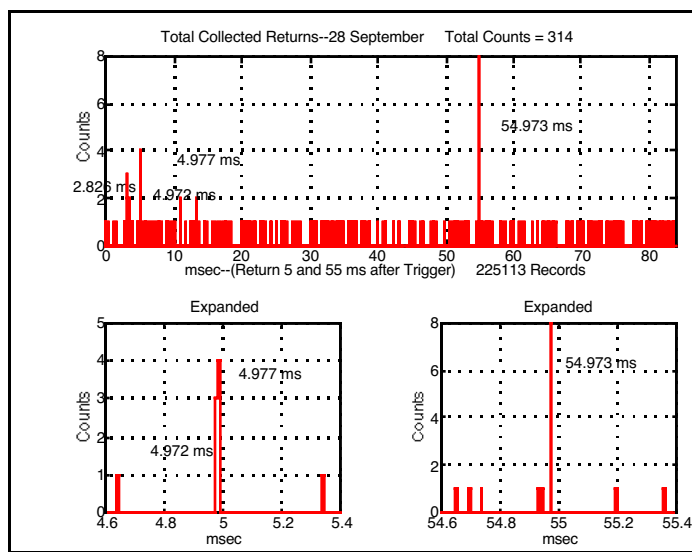 Total Collected Returns--28 September Total Counts = 314
8
6
4
2
0
Counts
54.973 ms
4.977 ms
2.826 ms
4.972 ms
0 10 20 30 40 50 60 70 80
msec--(Return 5 and 55 ms after Trigger) 225113 Records
Expanded
5
4
3
2
1
0
Counts
4.977 ms
4.972 ms
4.6 4.8 5 5.2 5.4
msec
Expanded
8
6
4
2
0
Counts
54.973 ms
54.6 54.8 55 55.2 55.4
msec